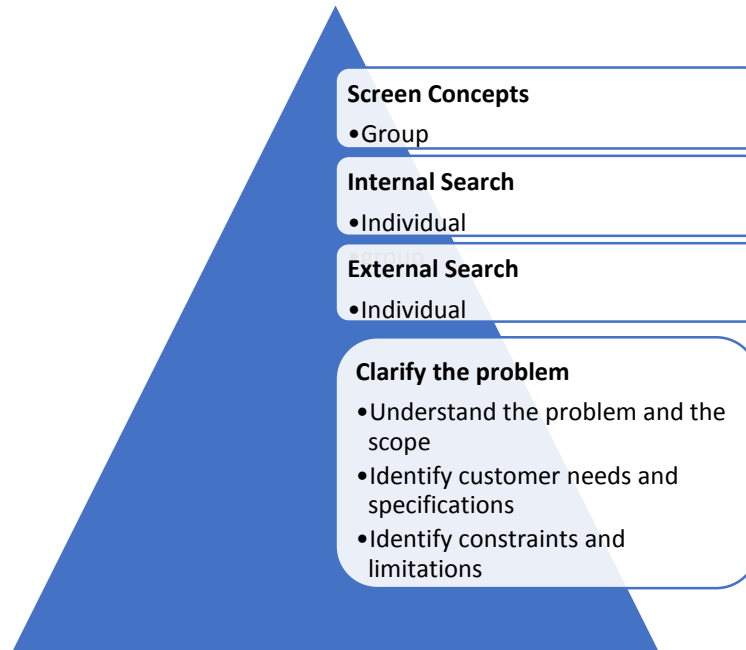 Screen Concepts
•Group
Internal Search
•Individual
•group
External Search
•Individual
Clarify the problem
•Understand the problem and the
scope
•Identify customer needs and
specifications
•Identify constraints and
limitations